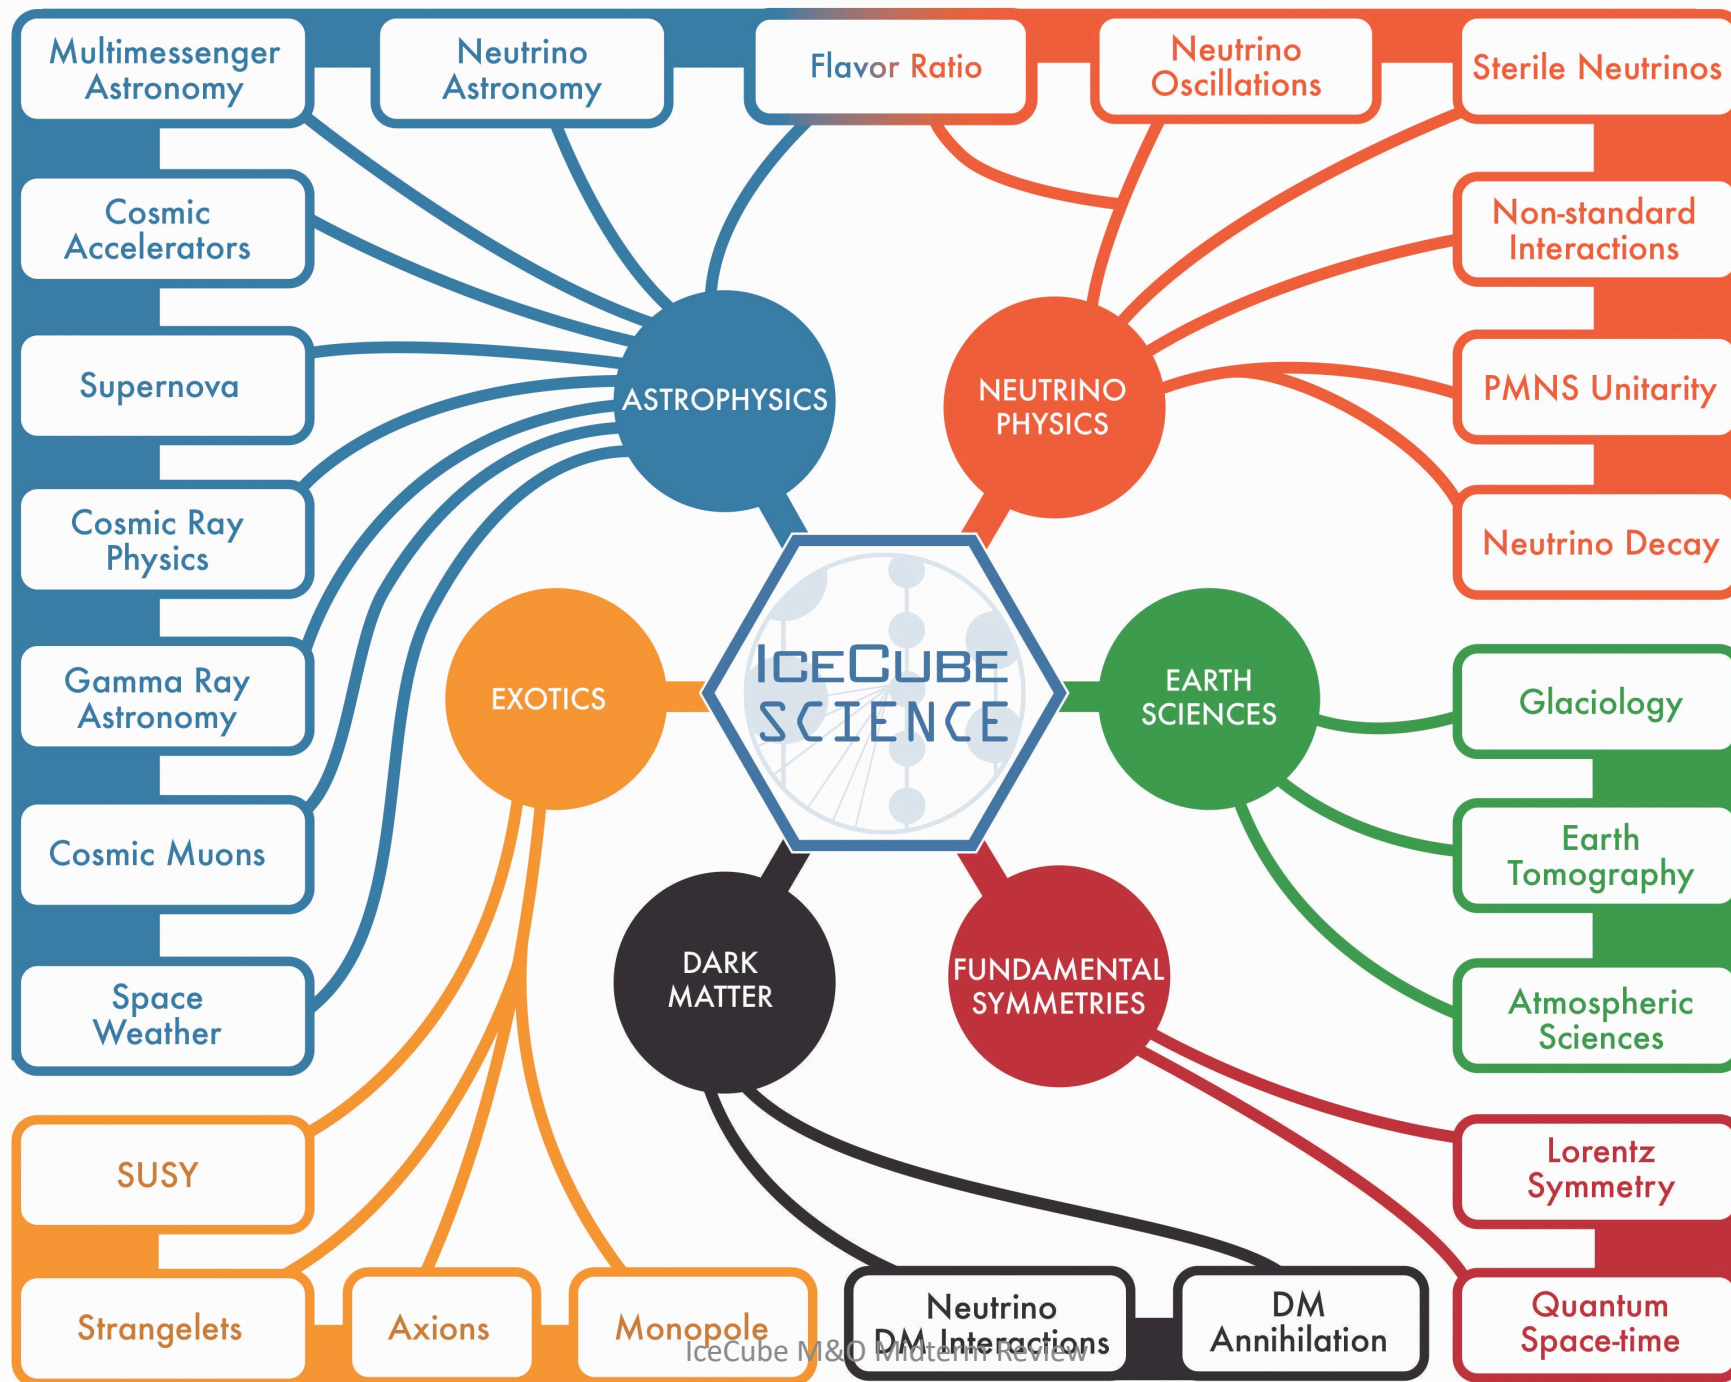 Multimessenger
Astronomy
Neutrino
Astronomy
Flavor Ratio
Neutrino
Oscillations
Sterile Neutrinos
Cosmic
Accelerators
Non-standard
Interactions
Supernova
ASTROPHYSICS
NEUTRINO
PHYSICS
PMNS Unitarity
Cosmic Ray
Physics
Neutrino Decay
Gamma Ray
Astronomy
EXOTICS
ICECUBE
SCIENCE
EARTH
SCIENCES
Glaciology
Cosmic Muons
Earth
Tomography
Space
Weather
DARK
MATTER
FUNDAMENTAL
SYMMETRIES
Atmospheric
Sciences
SUSY
Lorentz
Symmetry
Strangelets
Axions
Monopole
Neutrino
DM Interactions
DM
Annihilation
Quantum
Space-time
IceCube M&O Midterm Review